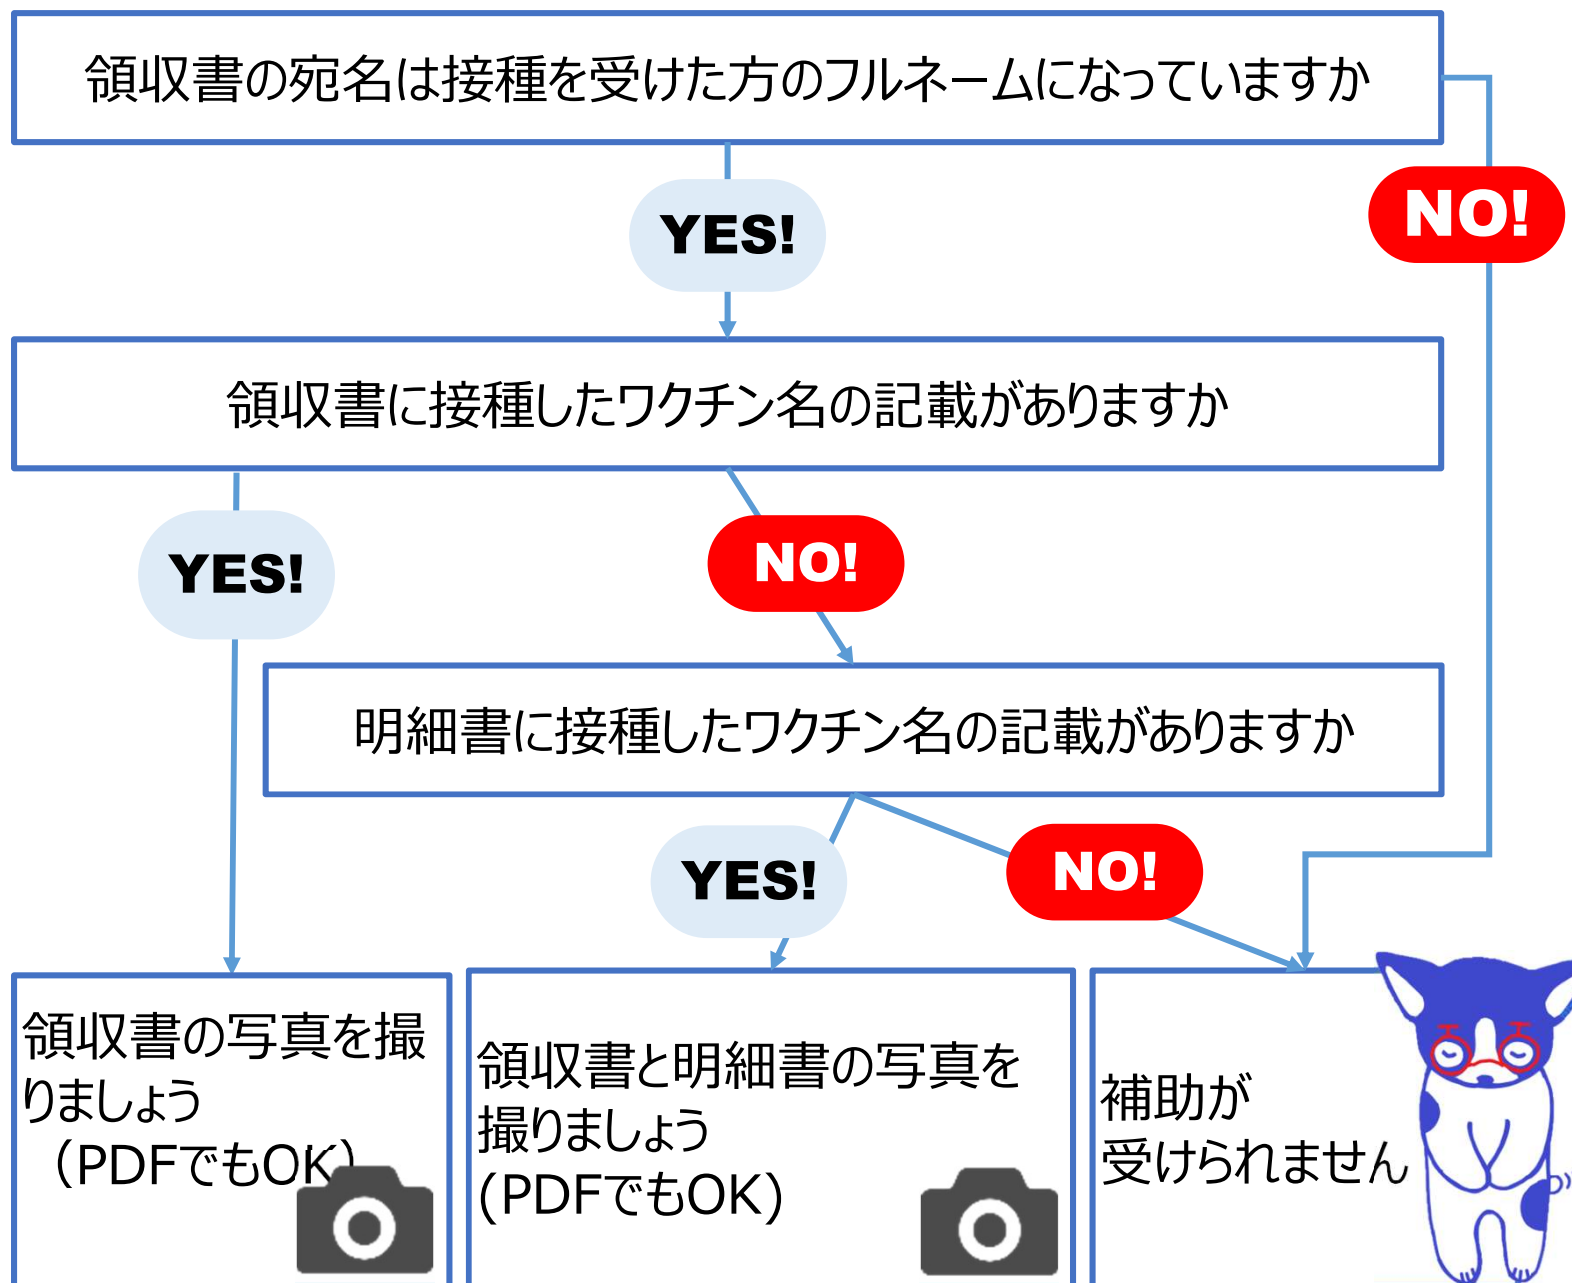 領収書の宛名は接種を受けた方のフルネームになっていますか
NO!
YES!
領収書に接種したワクチン名の記載がありますか
YES!
NO!
明細書に接種したワクチン名の記載がありますか
YES!
NO!
領収書の写真を撮
りましょう
（PDFでもOK）
領収書と明細書の写真を
撮りましょう
(PDFでもOK)
補助が
受けられません